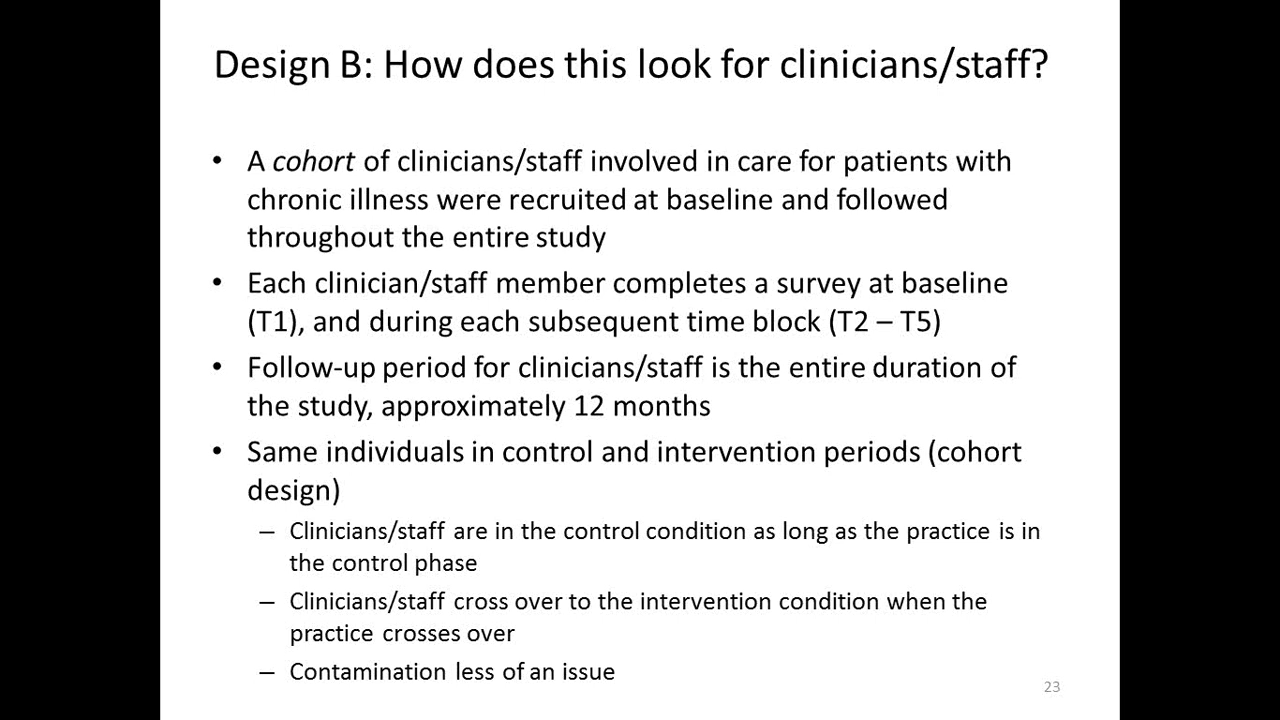 Design B: How does this look for clinicians/staff?
• A cohort of clinicians/staff involved in care for patients with
chronic illness were recruited at baseline and followed
throughout the entire study
• Each clinician/staff member completes a survey at baseline
(T1), and during each subsequent time block (T2 – T5)
• Follow-up period for clinicians/staff is the entire duration of
the study, approximately 12 months
• Same individuals in control and intervention periods (cohort
design)
– Clinicians/staff are in the control condition as long as the practice is in
the control phase
– Clinicians/staff cross over to the intervention condition when the
practice crosses over
– Contamination less of an issue
23